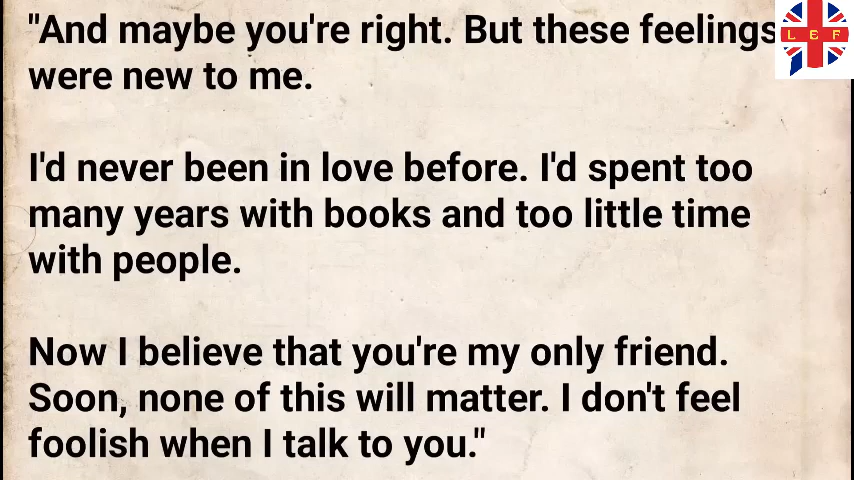 "And maybe you're right. But these feelings
were new to me.
I'd never been in love before. I'd spent too
many years with books and too little time
with people.
Now I believe that you're my only friend.
Soon, none of this will matter. I don't feel
foolish when I talk to you."
L E F